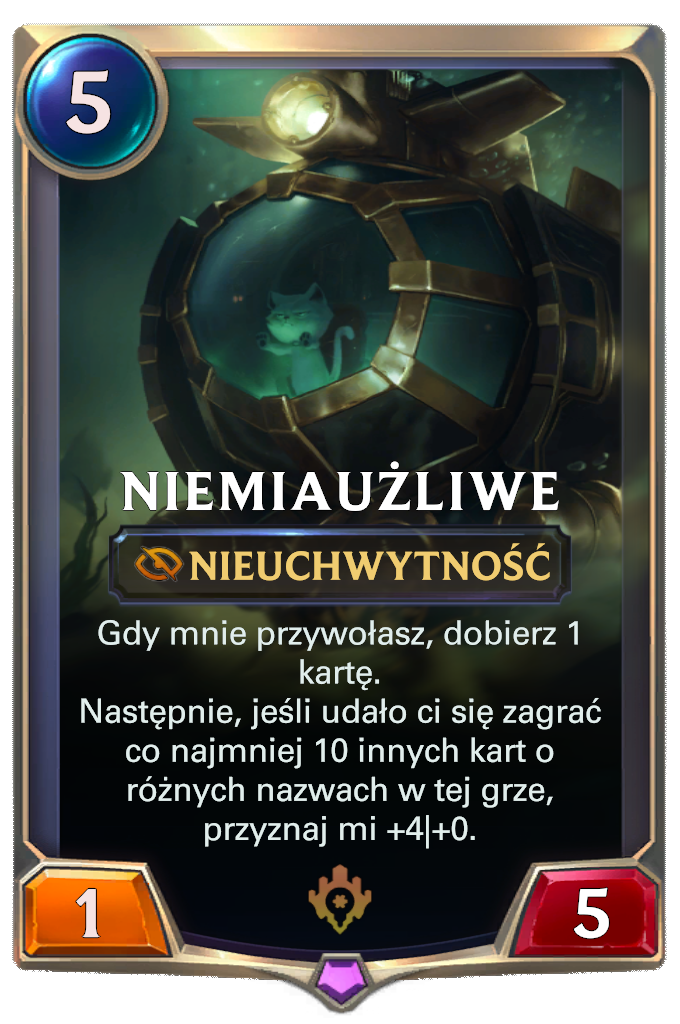 5
NIEMIAUŻLIWE
NIEUCHWYTNOŚĆ
Gdy mnie przywołasz, dobierz 1
kartę.
Następnie, jeśli udało ci się zagrać
co najmniej 10 innych kart o
różnych nazwach w tej grze,
przyznaj mi +4|+0.
1
5